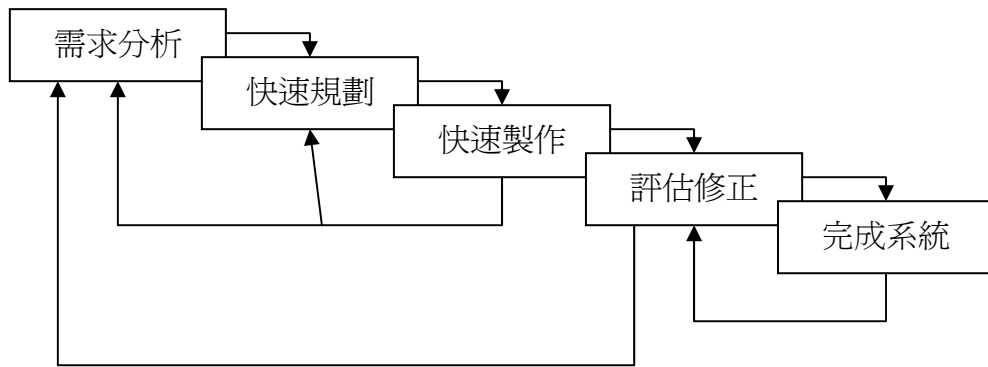 需求分析
快速規劃
快速製作
評估修正
完成系統